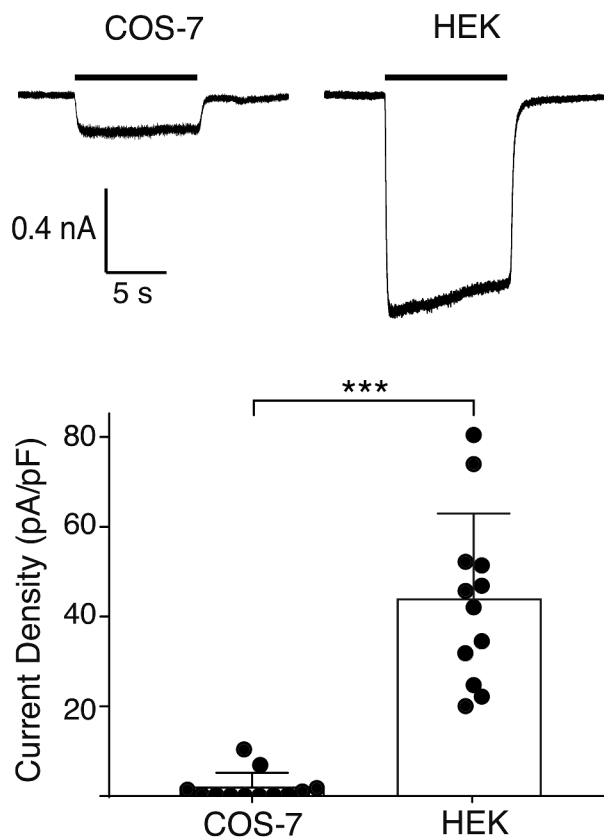 COS-7 HEK
0.4 nA
5 s
***
Current Density (pA/pF)
80
60
40
20
COS-7 HEK